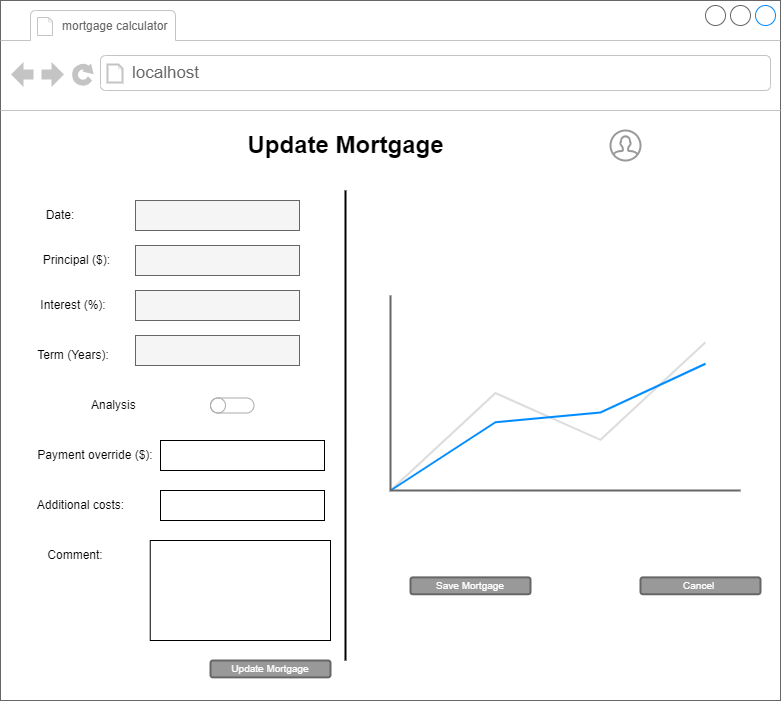 mortgage calculator
localhost
Update Mortgage
Date:
Principal ($):
Interest (%):
Term (Years):
Analysis
Payment override ($):
Additional costs:
Comment:
Update Mortgage
Save Mortgage
Cancel